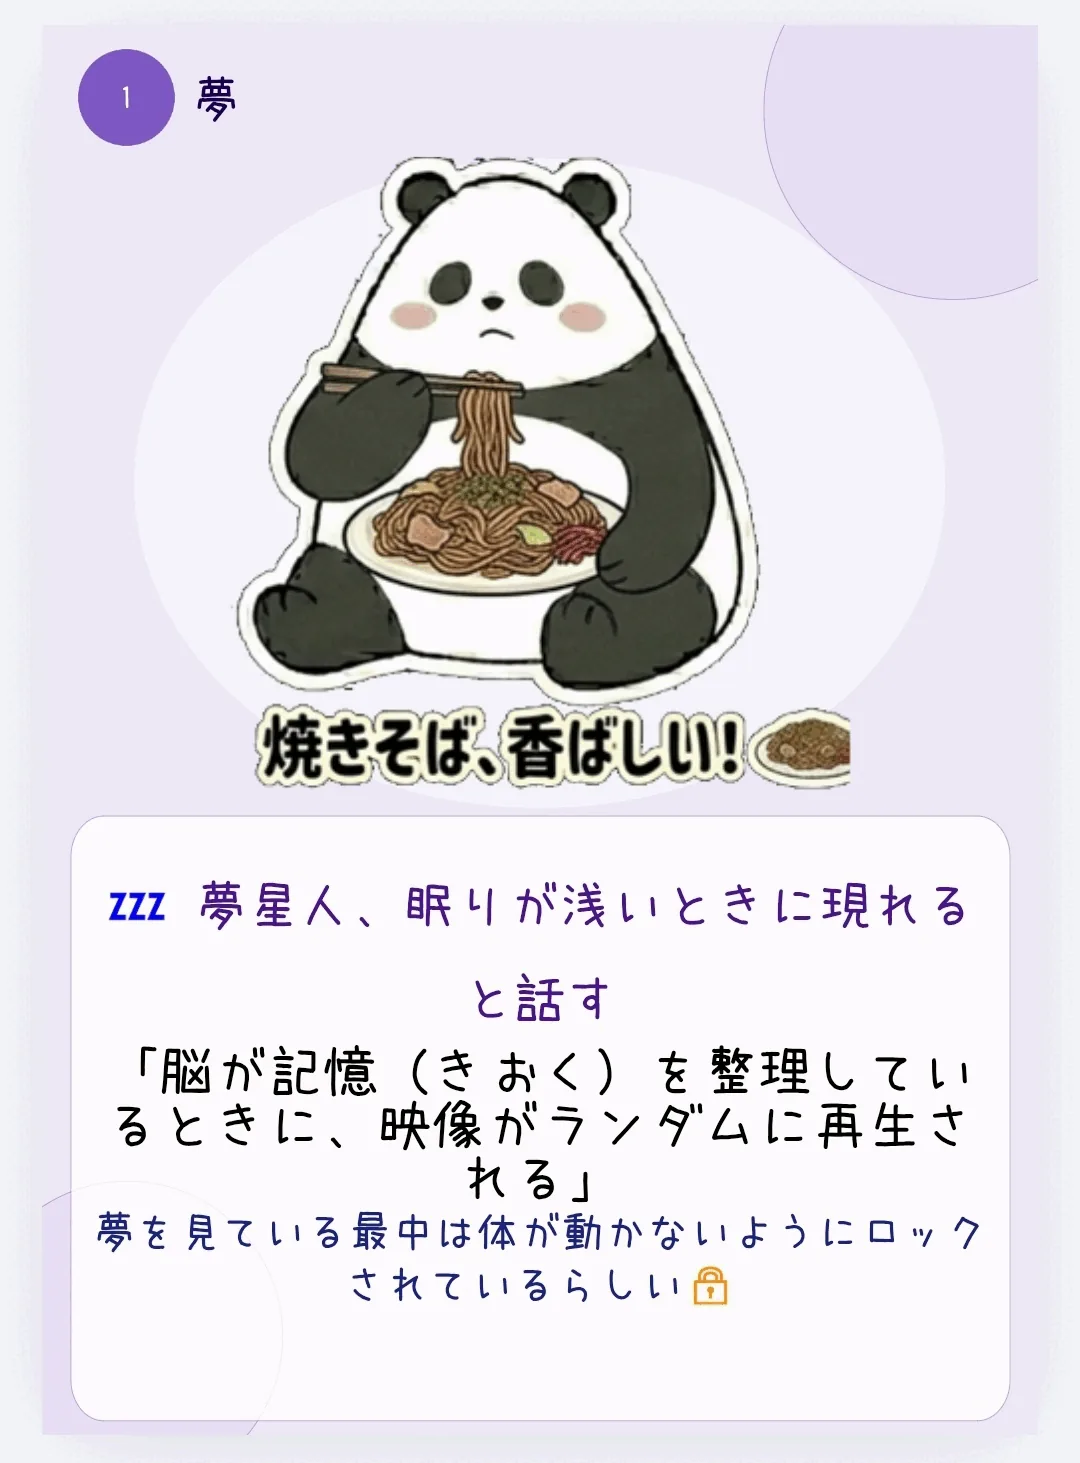 1 夢
焼きそば、香ばしい!
💤 夢星人、眠りが浅いときに現れる
と話す
「脳が記憶（きおく）を整理してい
るときに、映像がランダムに再生さ
れる」
夢を見ている最中は体が動かないようにロック
されているらしい🔒